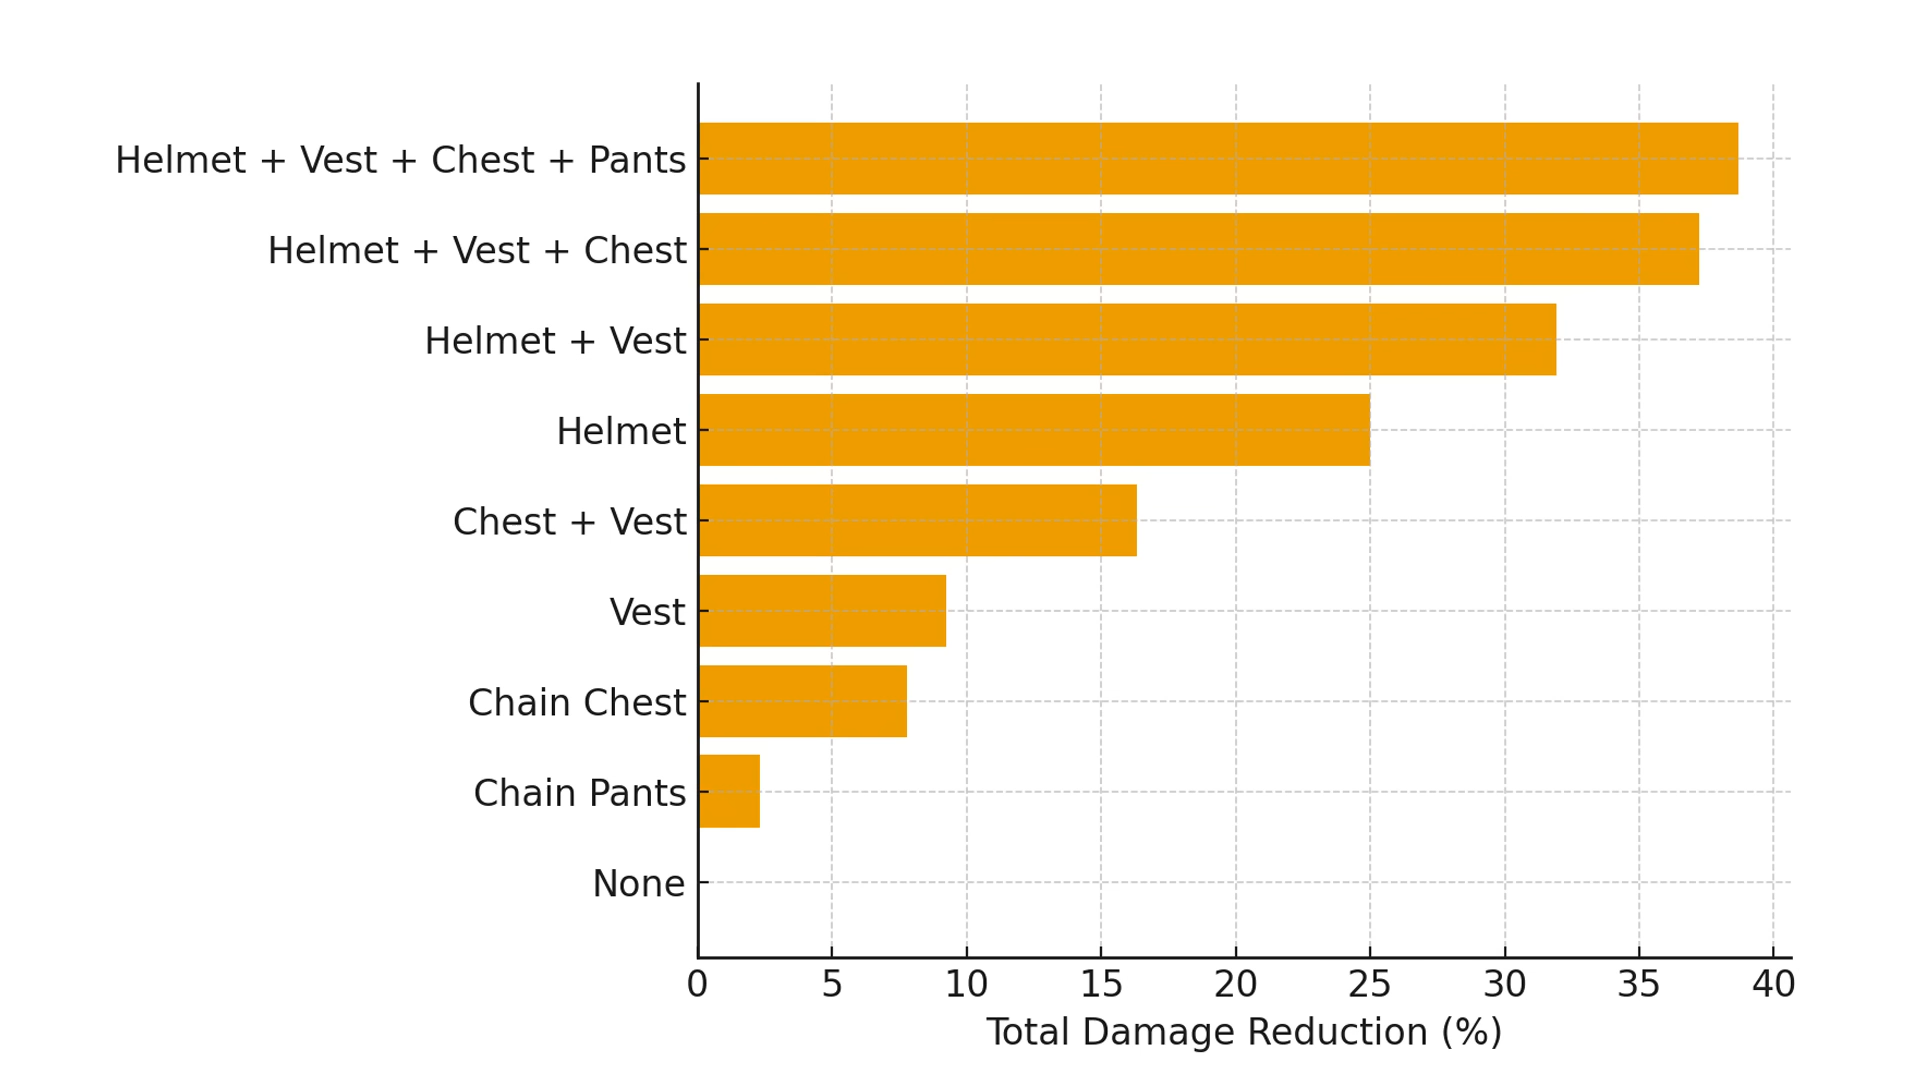 Helmet + Vest + Chest + Pants
Helmet + Vest + Chest
Helmet + Vest
Helmet
Chest + Vest
Vest
Chain Chest
Chain Pants
None
0 5 10 15 20 25 30 35 40
Total Damage Reduction (%)